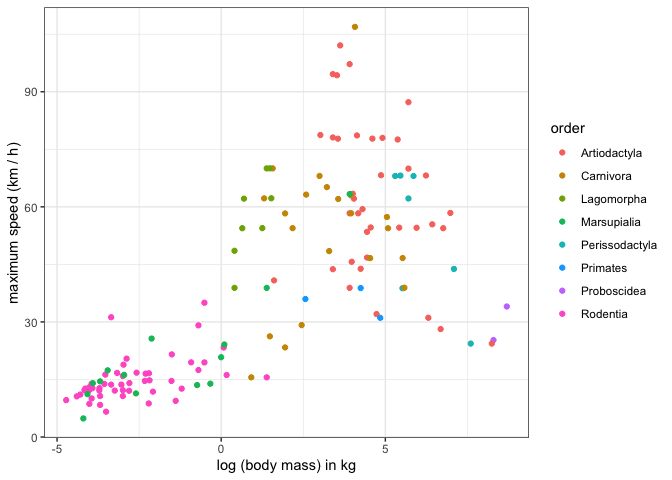 maximum speed (km / h)
90
60
30
0
-5
0
5
log (body mass) in kg
order
Artiodactyla
Carnivora
Lagomorpha
Marsupialia
Perissodactyla
Primates
Proboscidea
Rodentia